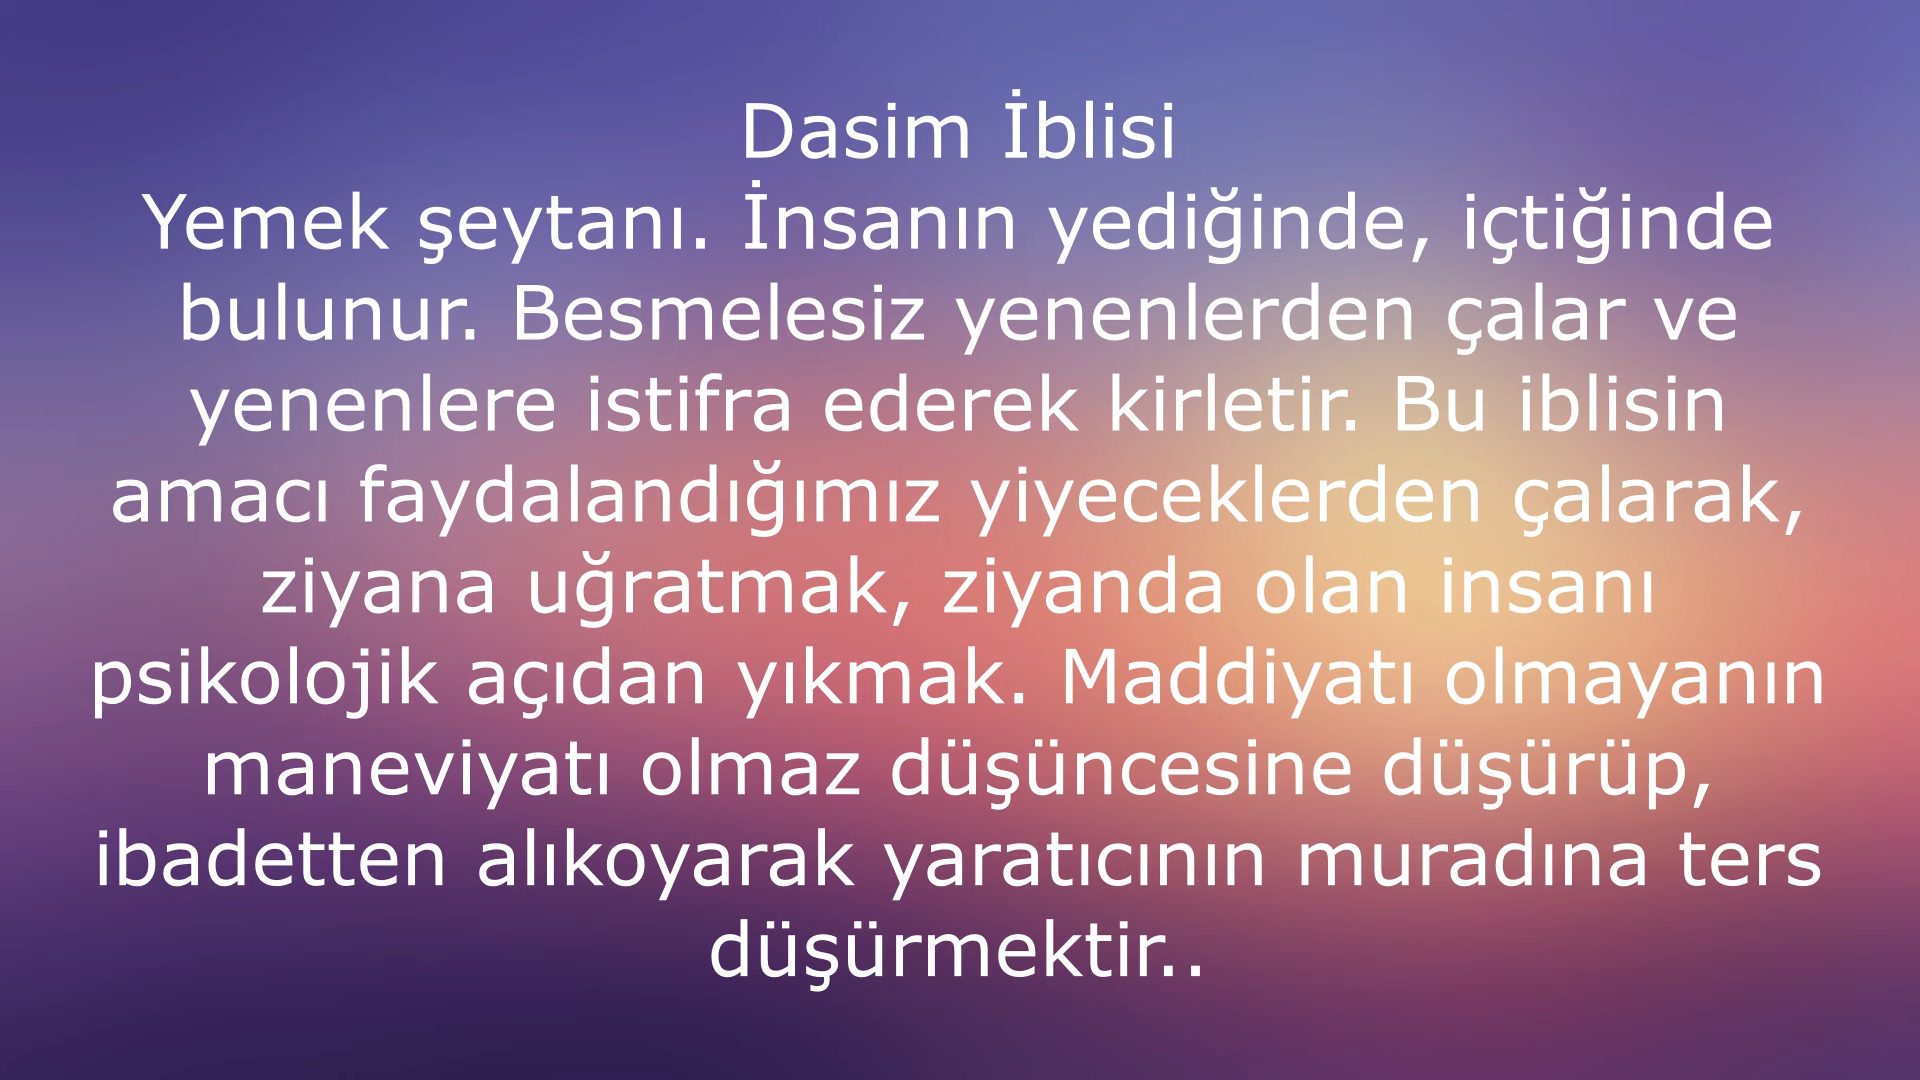 Dasim İblisi
Yemek şeytanı. İnsanın yediğinde, içtiğinde
bulunur. Besmelesiz yenenlerden çalar ve
yenenlere istifra ederek kirletir. Bu iblisin
amacı faydalandığımız yiyeceklerden çalarak,
ziyana uğratmak, ziyanda olan insanı
psikolojik açıdan yıkmak. Maddiyatı olmayanın
maneviyatı olmaz düşüncesine düşürüp,
ibadetten alıkoyarak yaratıcının muradına ters
düşürmektir..